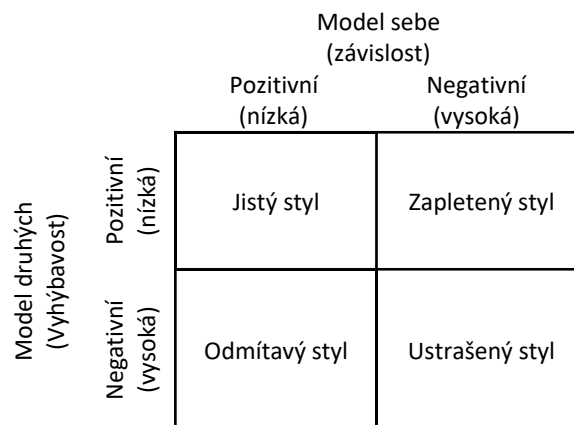 Model sebe
(závislost)
Pozitivní
(nízká)
Negativní
(vysoká)
Model druhých
(Vyhýbavost)
Pozitivní
(nízká)
Jistý styl
Zapletený styl
Negativní
(vysoká)
Odmítavý styl
Ustrašený styl